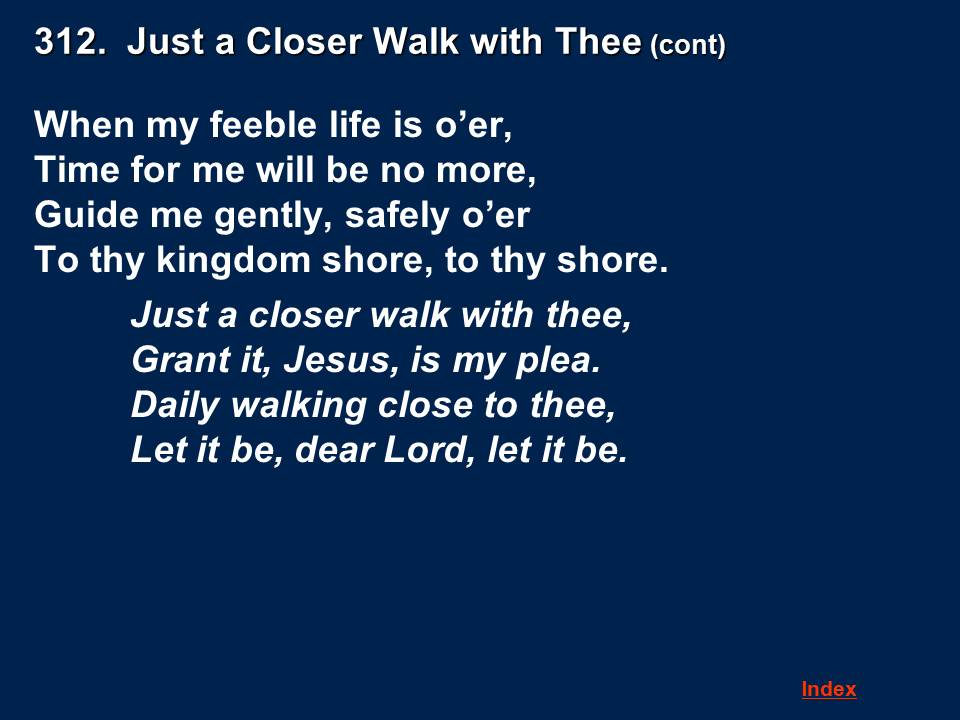 312.  Just a Closer Walk with Thee (cont)
When my feeble life is o’er,
Time for me will be no more,
Guide me gently, safely o’er
To thy kingdom shore, to thy shore.
Just a closer walk with thee,
Grant it, Jesus, is my plea.
Daily walking close to thee,
Let it be, dear Lord, let it be.
Index